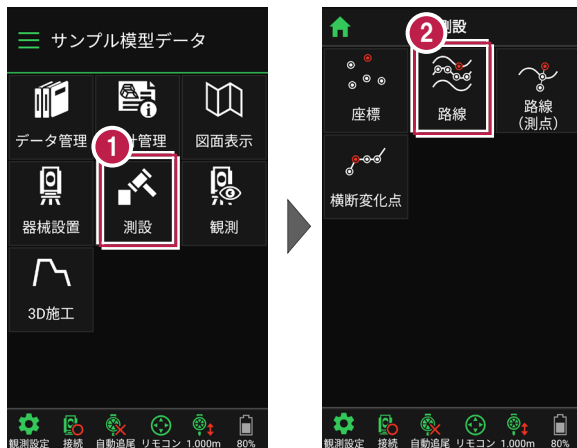 サンプル模型データ
データ管理
計管理
図面表示
1
器械設置
測設
観測
3D施工
観測設定 接続 自動追尾 リモコン 1.000m 80%
2
測設
座標
路線
路線
(測点)
横断変化点
観測設定 接続 自動追尾 リモコン 1.000m 80%